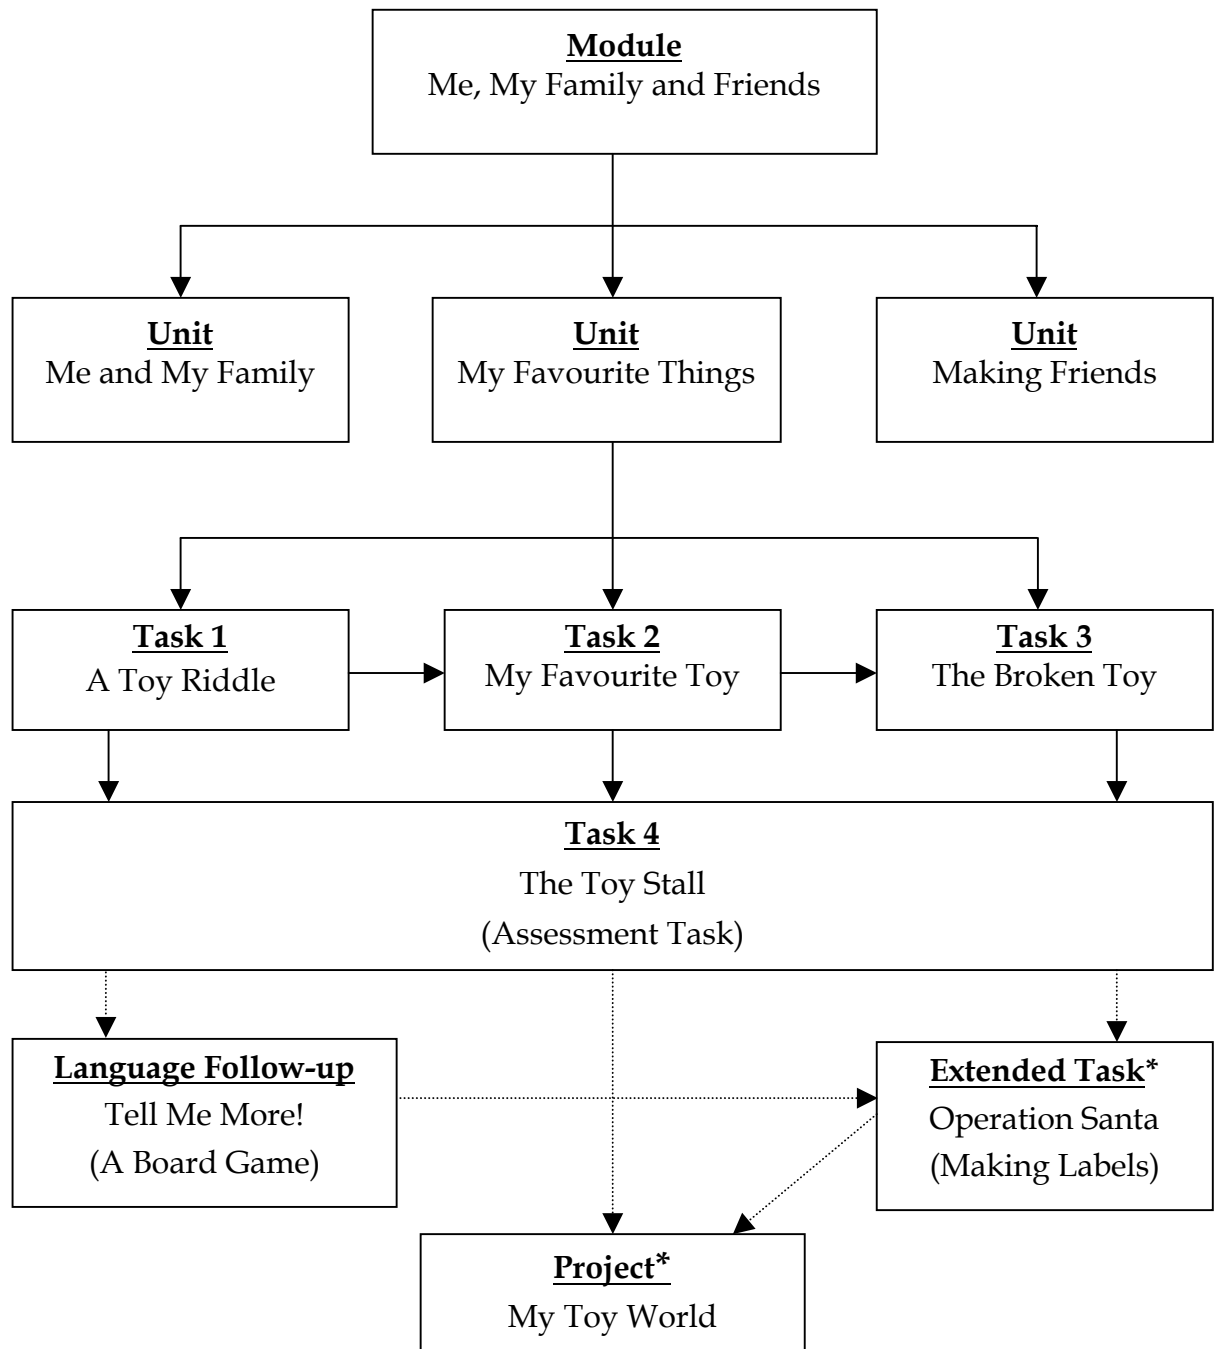 Module
Me, My Family and Friends
Unit
Me and My Family
Unit
My Favourite Things
Unit
Making Friends
Task 1
A Toy Riddle
Task 2
My Favourite Toy
Task 3
The Broken Toy
Task 4
The Toy Stall
(Assessment Task)
Language Follow-up
Tell Me More!
(A Board Game)
Extended Task*
Operation Santa
(Making Labels)
Project*
My Toy World